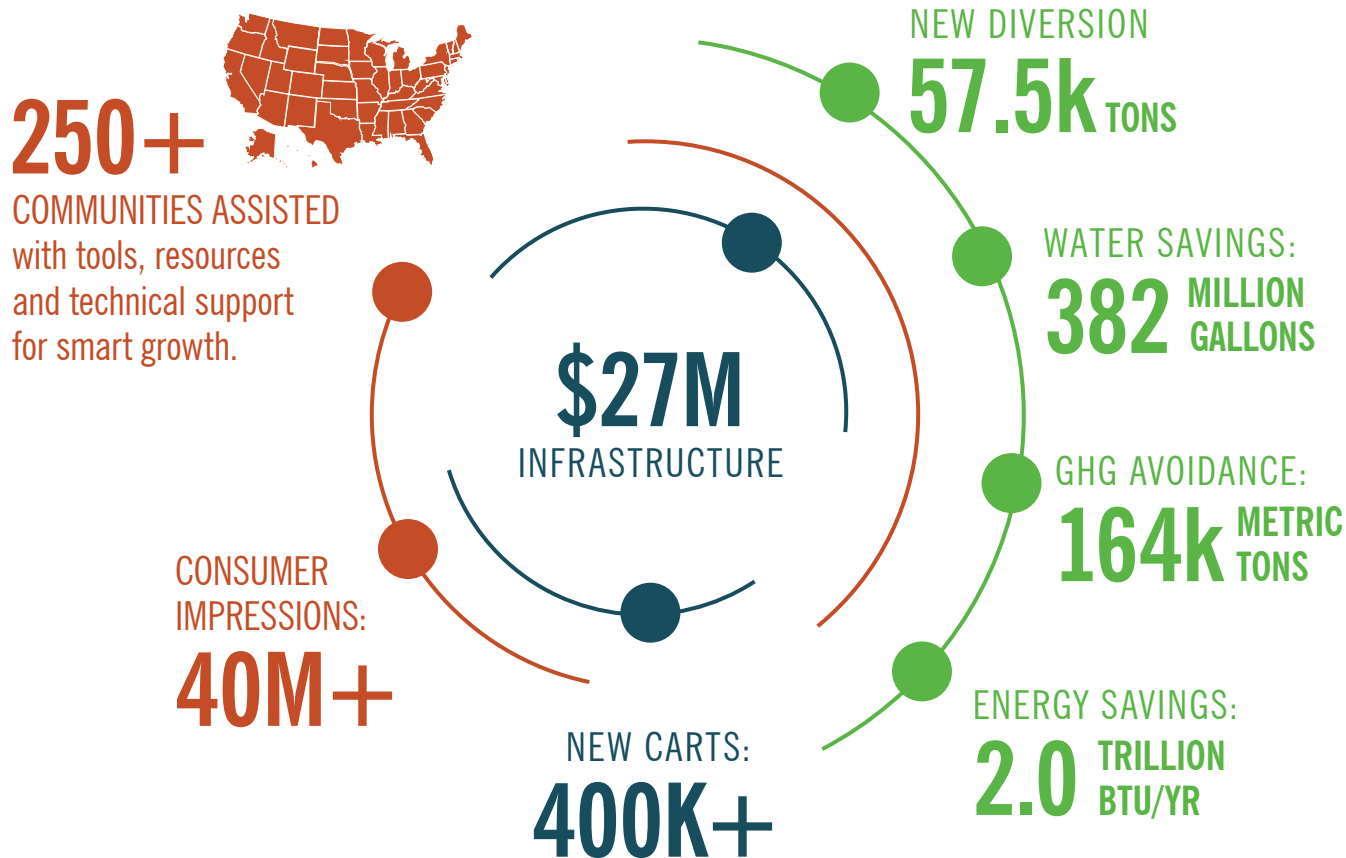 250+
COMMUNITIES ASSISTED
with tools, resources
and technical support
for smart growth.
CONSUMER
IMPRESSIONS:
40M+
$27M
INFRASTRUCTURE
NEW CARTS:
400K+
NEW DIVERSION
57.5k TONS
WATER SAVINGS:
382 MILLION
GALLONS
GHG AVOIDANCE:
164k METRIC
TONS
ENERGY SAVINGS:
2.0 TRILLION
BTU/YR